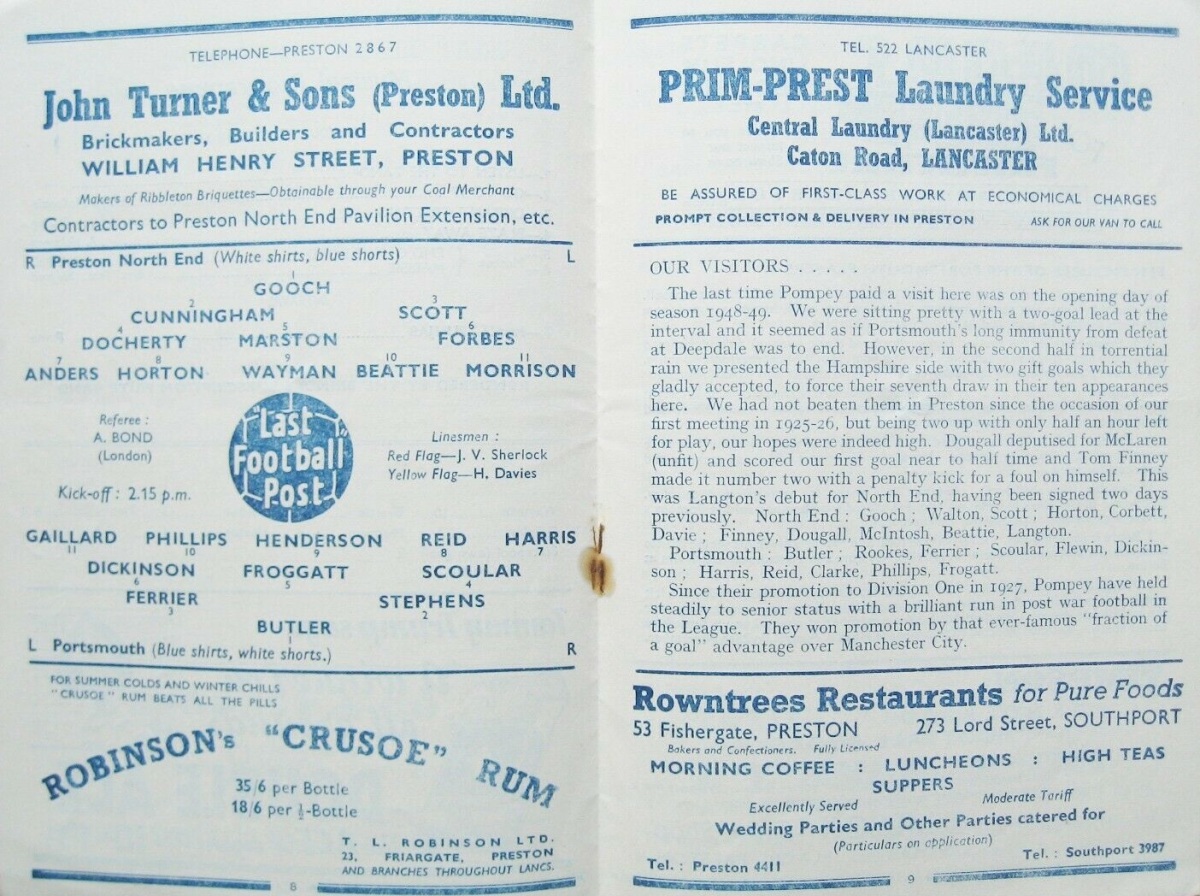 TELEPHONE—PRESTON 2867
John Turner & Sons (Preston) Ltd.
Brickmakers, Builders and Contractors
WILLIAM HENRY STREET, PRESTON
Makers of Ribbleton Briquettes—Obtainable through your Coal Merchant
Contractors to Preston North End Pavilion Extension, etc.
R Preston North End (White shirts, blue shorts) L
1
GOOCH
2 3
CUNNINGHAM SCOTT
4 5 6
DOCHERTY MARSTON FORBES
7 8 9 10 11
ANDERS HORTON WAYMAN BEATTIE MORRISON
Referee :
A. BOND
(London)
Kick-off : 2.15 p.m.
"Last
Football
Post"
Linesmen :
Red Flag—J. V. Sherlock
Yellow Flag—H. Davies
GAILLARD PHILLIPS HENDERSON REID HARRIS
11 10 9 8 7
DICKINSON FROGGATT SCOULAR
6 5 4
FERRIER STEPHENS
3 2
BUTLER
1
L Portsmouth (Blue shirts, white shorts.) R
FOR SUMMER COLDS AND WINTER CHILLS
"CRUSOE" RUM BEATS ALL THE PILLS
ROBINSON's "CRUSOE" RUM
35/6 per Bottle
18/6 per ½-Bottle
T. L. ROBINSON LTD.
23, FRIARGATE, PRESTON
AND BRANCHES THROUGHOUT LANCS.
8
TEL. 522 LANCASTER
PRIM-PREST Laundry Service
Central Laundry (Lancaster) Ltd.
Caton Road, LANCASTER
BE ASSURED OF FIRST-CLASS WORK AT ECONOMICAL CHARGES
PROMPT COLLECTION & DELIVERY IN PRESTON ASK FOR OUR VAN TO CALL
OUR VISITORS . . . . .
The last time Pompey paid a visit here was on the opening day of
season 1948-49. We were sitting pretty with a two-goal lead at the
interval and it seemed as if Portsmouth's long immunity from defeat
at Deepdale was to end. However, in the second half in torrential
rain we presented the Hampshire side with two gift goals which they
gladly accepted, to force their seventh draw in their ten appearances
here. We had not beaten them in Preston since the occasion of our
first meeting in 1925-26, but being two up with only half an hour left
for play, our hopes were indeed high. Dougall deputised for McLaren
(unfit) and scored our first goal near to half time and Tom Finney
made it number two with a penalty kick for a foul on himself. This
was Langton's debut for North End, having been signed two days
previously. North End : Gooch ; Walton, Scott ; Horton, Corbett,
Davie ; Finney, Dougall, McIntosh, Beattie, Langton.
Portsmouth : Butler ; Rookes, Ferrier ; Scoular, Flewin, Dickin-
son ; Harris, Reid, Clarke, Phillips, Frogatt.
Since their promotion to Division One in 1927, Pompey have held
steadily to senior status with a brilliant run in post war football in
the League. They won promotion by that ever-famous "fraction of
a goal" advantage over Manchester City.
Rowntrees Restaurants for Pure Foods
53 Fishergate, PRESTON 273 Lord Street, SOUTHPORT
Bakers and Confectioners. Fully Licensed
MORNING COFFEE : LUNCHEONS : HIGH TEAS
SUPPERS
Excellently Served Moderate Tariff
Wedding Parties and Other Parties catered for
(Particulars on application)
Tel. : Preston 4411 Tel. : Southport 3987
9